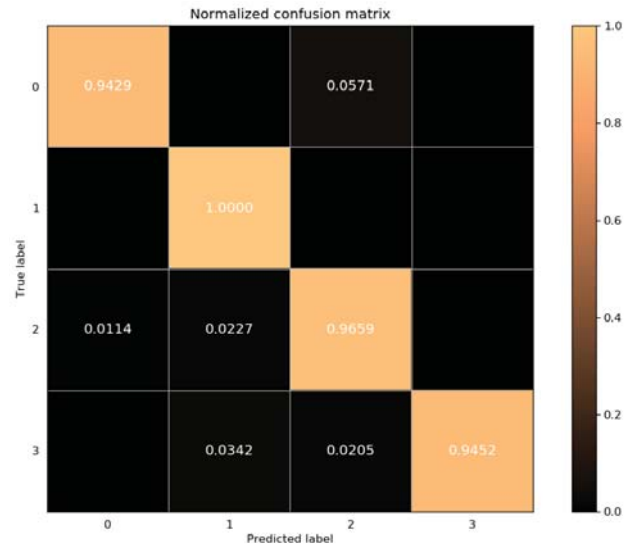 Normalized confusion matrix
1.0
0
0.9429 0.0571
0.8
1
1.0000
0.6
True label
0.4
2
0.0114 0.0227 0.9659
0.2
3
0.0342 0.0205 0.9452
0.0
0 1 2 3
Predicted label